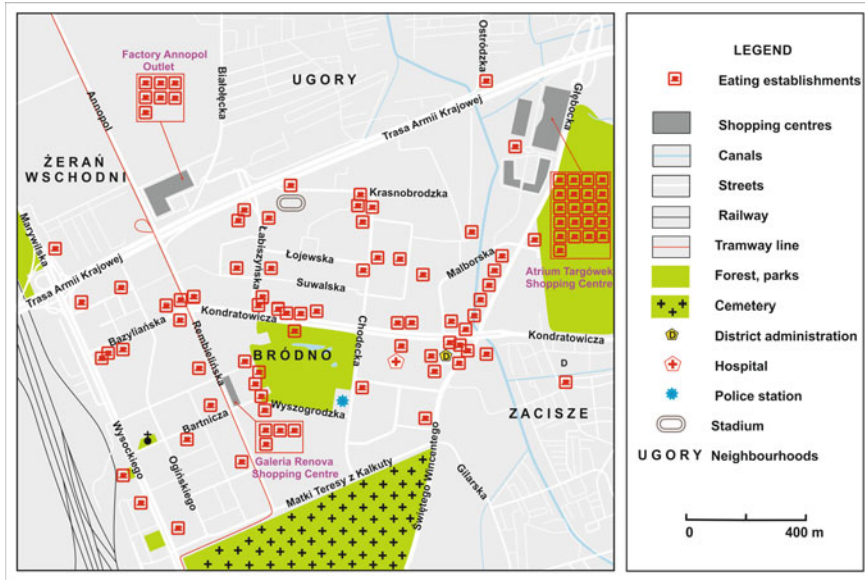 Factory Annopol
Outlet
Annopol
Białołęcka
UGORY
Ostródzka
Głębocka
Trasa Armii Krajowej
ŻERAŃ
WSCHODNI
Marywilska
Krasnobrodzka
Łabiszyńska
Łojewska
Suwalska
Malborska
Atrium Targówek
Shopping Centre
Trasa Armii Krajowej
Kondratowicza
Bazyliańska
Rembielińska
BRÓDNO
Chodecka
Kondratowicza
D
D
Wyszogrodzka
ZACISZE
Bartnicza
Wysockiego
Ogińskiego
Galeria Renova
Shopping Centre
Matki Teresy z Kalkuty
Świętego Wincentego
Gilarska
LEGEND
Eating establishments
Shopping centres
Canals
Streets
Railway
Tramway line
Forest, parks
Cemetery
D District administration
Hospital
Police station
Stadium
UGORY Neighbourhoods
0 400 m